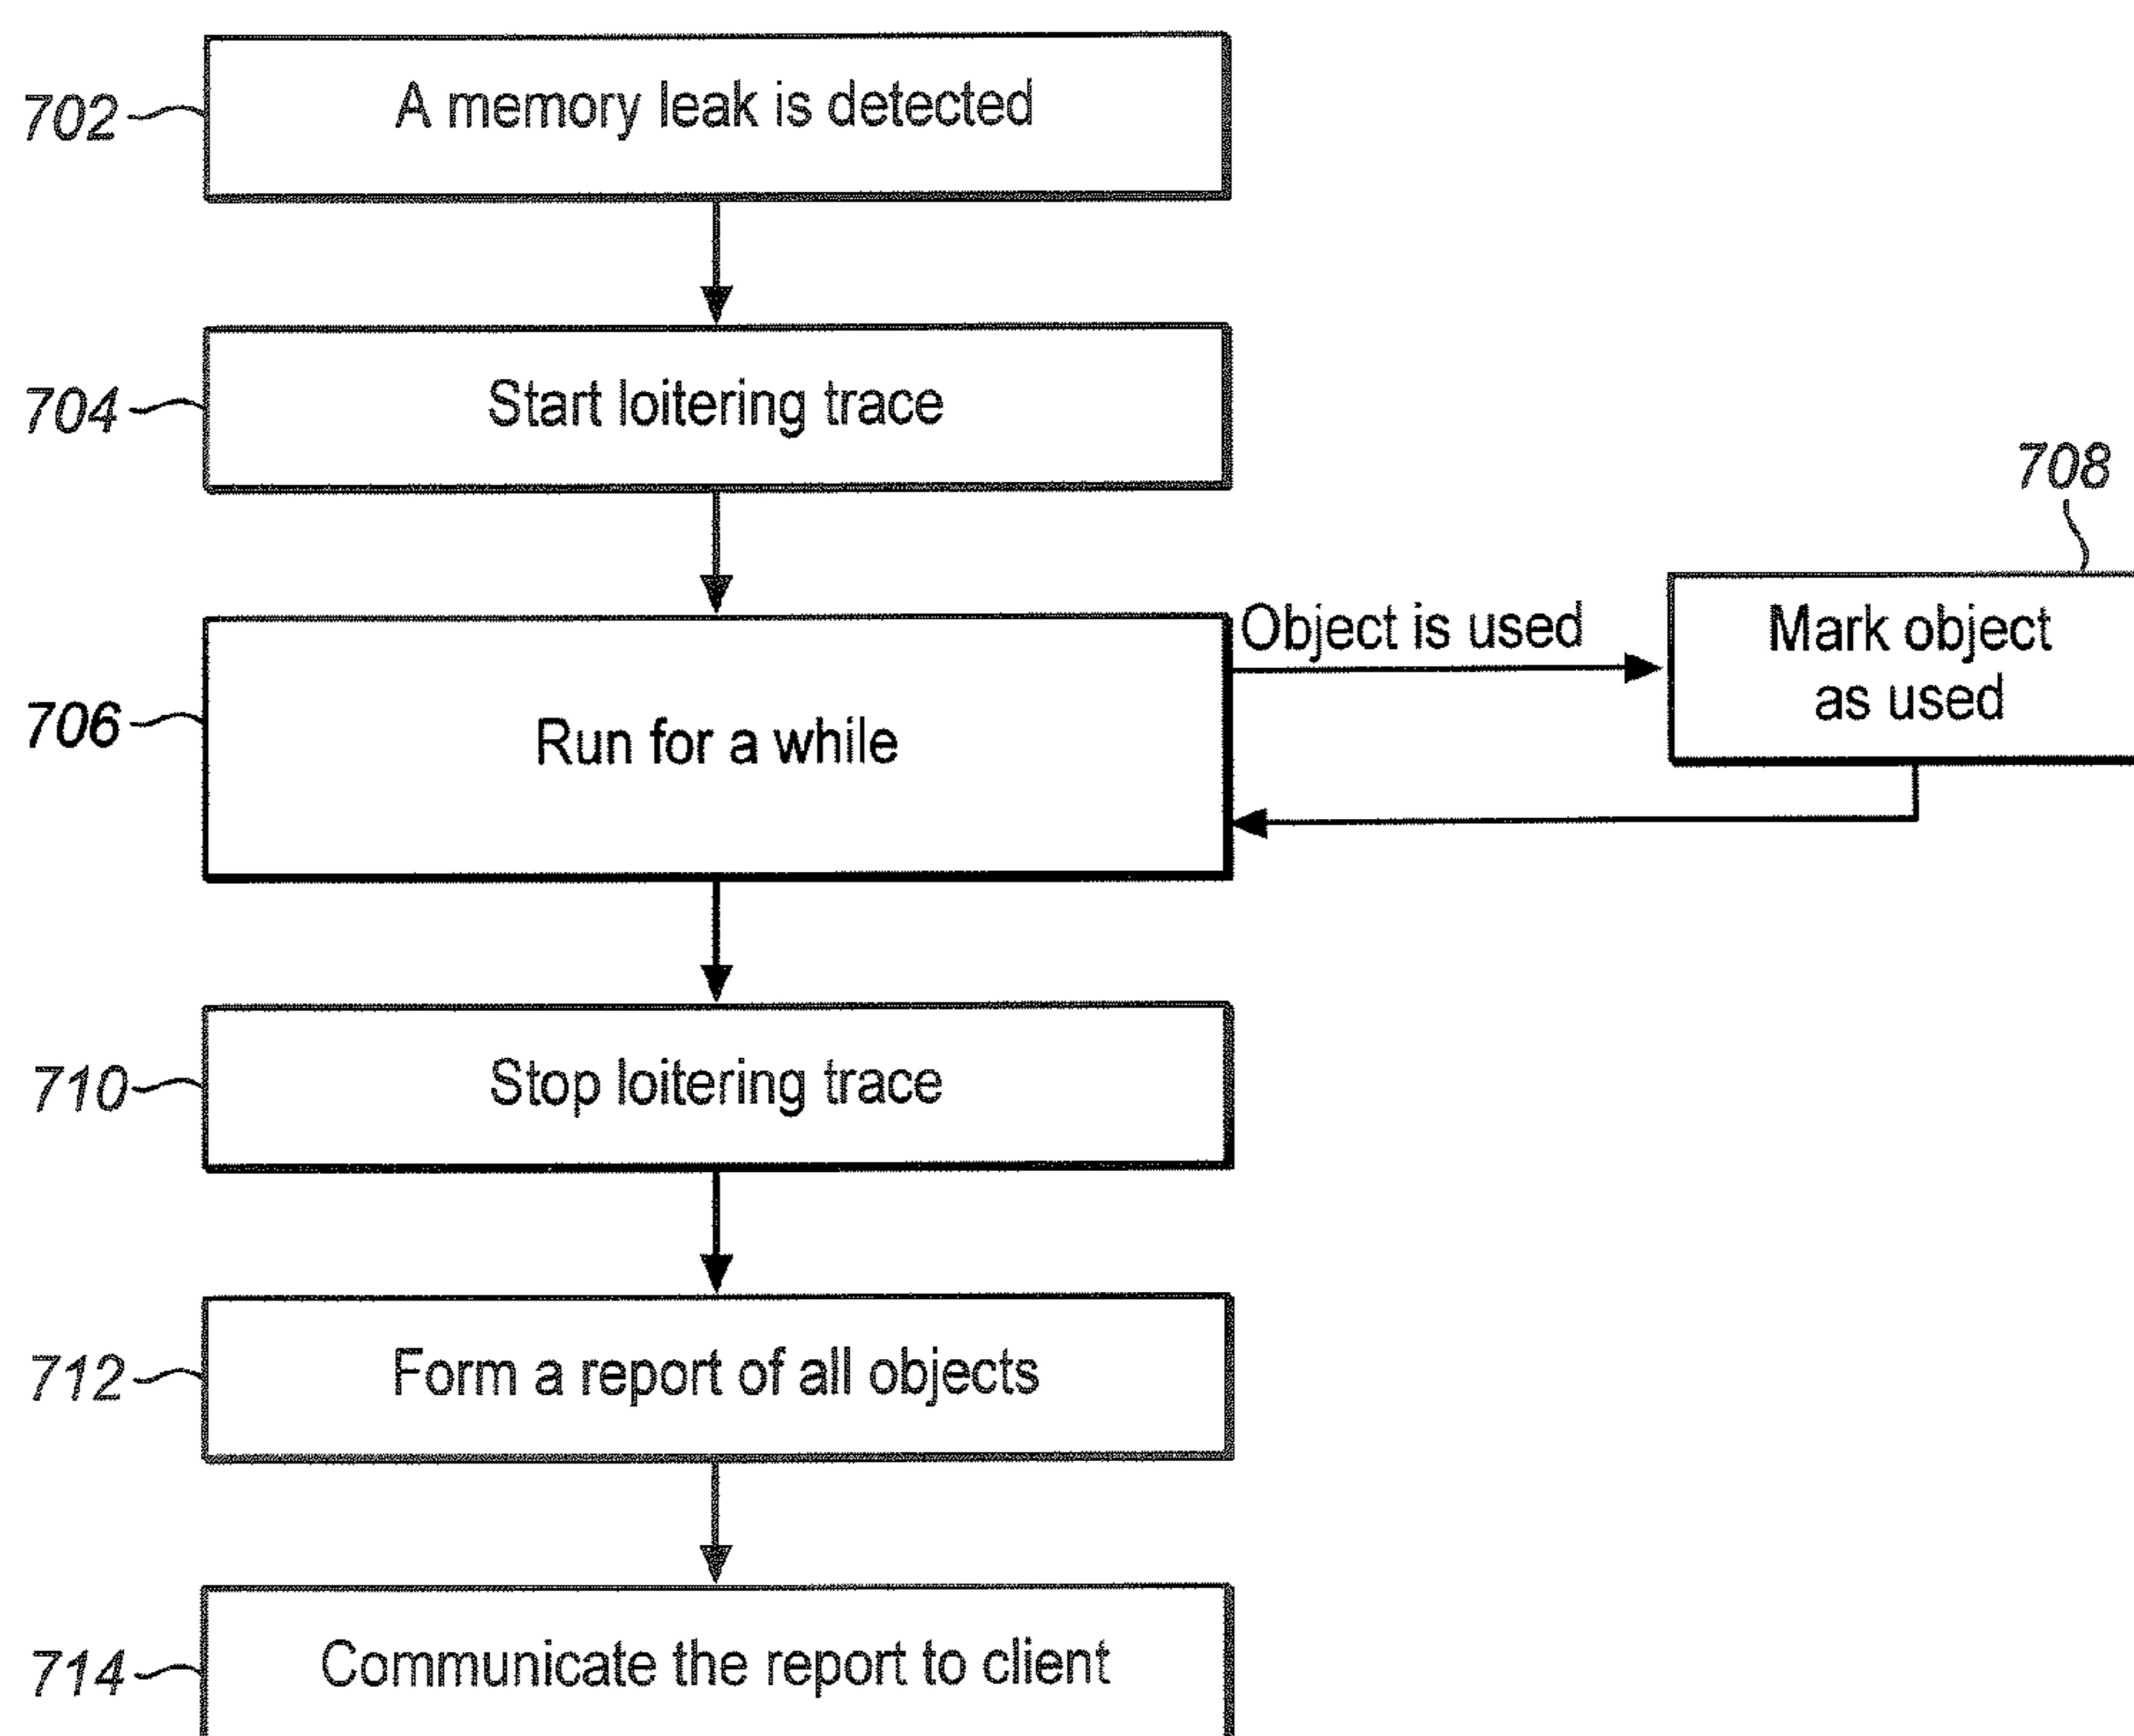 702
A memory leak is detected
704
Start loitering trace
708
706
Run for a while
Object is used
Mark object
as used
710
Stop loitering trace
712
Form a report of all objects
714
Communicate the report to client